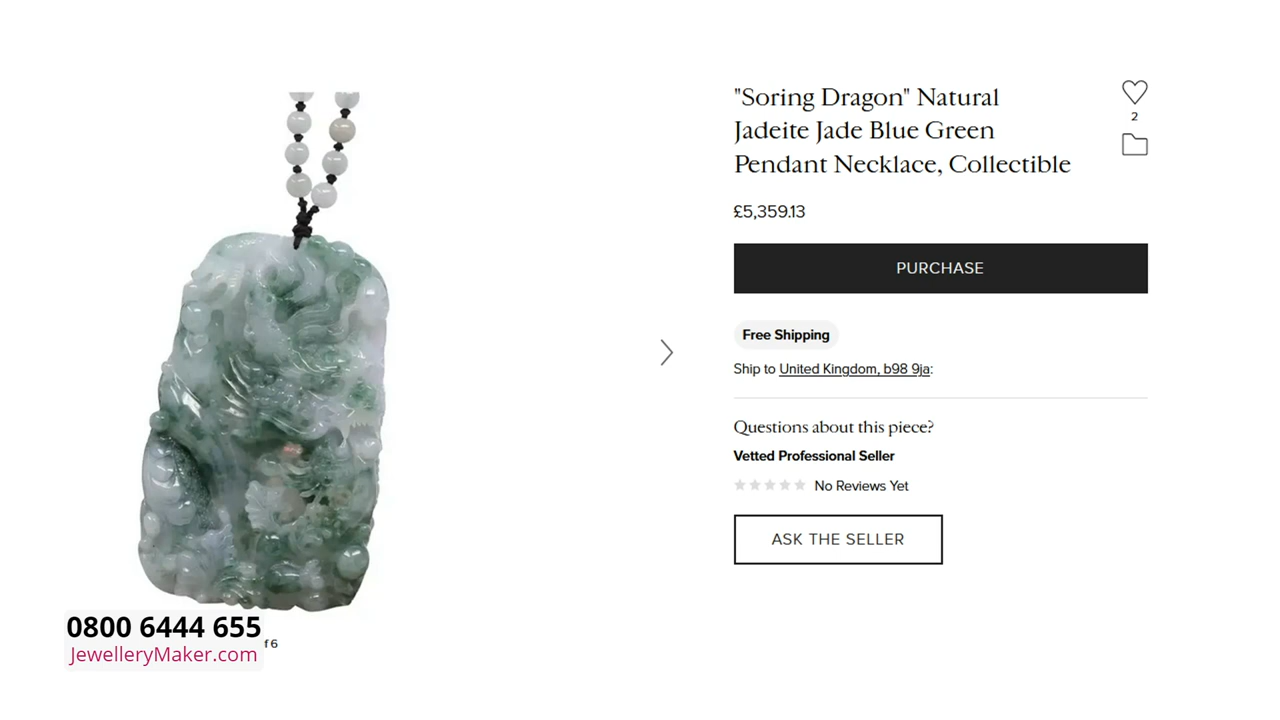 "Soring Dragon" Natural
Jadeite Jade Blue Green
Pendant Necklace, Collectible
2
£5,359.13
PURCHASE
Free Shipping
Ship to United Kingdom, b98 9ja:
Questions about this piece?
Vetted Professional Seller
No Reviews Yet
ASK THE SELLER
0800 6444 655
JewelleryMaker.com
f 6